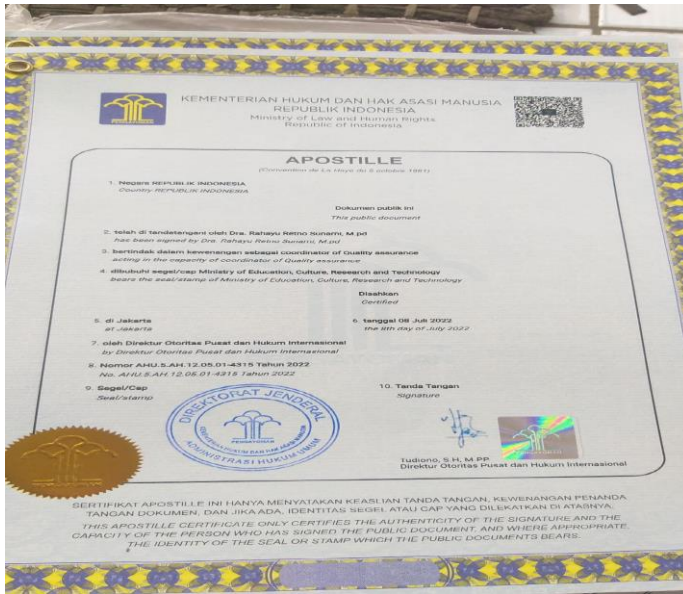 KEMENTERIAN HUKUM DAN HAK ASASI MANUSIA
REPUBLIK INDONESIA
Ministry of Law and Human Rights
Republic of Indonesia
APOSTILLE
(Convention de La Haye du 5 octobre 1961)
1. Negara REPUBLIK INDONESIA
Country REPUBLIK INDONESIA
Dokumen publik ini
This public document
2. telah di tandatangani oleh Dra. Rahayu Retno Sunarni, M.pd
has been signed by Dra. Rahayu Retno Sunarni, M.pd
3. bertindak dalam kewenangan sebagai coordinator of Quality assurance
acting in the capacity of coordinator of Quality assurance
4. dibubuhi segel/cap Ministry of Education, Culture, Research and Technology
bears the seal/stamp of Ministry of Education, Culture, Research and Technology
Disahkan
Certified
5. di Jakarta
at Jakarta
6. tanggal 08 Juli 2022
the 8th day of July 2022
7. oleh Direktur Otoritas Pusat dan Hukum Internasional
by Direktur Otoritas Pusat dan Hukum Internasional
8. Nomor AHU.5.AH.12.05.01-4315 Tahun 2022
No. AHU.5.AH.12.05.01-4315 Tahun 2022
9. Segel/Cap
Seal/stamp
10. Tanda Tangan
Signature
DIREKTORAT JENDERAL
ADMINISTRASI HUKUM UMUM
PENGAYOMAN
Tudiono, S.H, M.PP
Direktur Otoritas Pusat dan Hukum Internasional
SERTIFIKAT APOSTILLE INI HANYA MENYATAKAN KEASLIAN TANDA TANGAN, KEWENANGAN PENANDA
TANGAN DOKUMEN, DAN JIKA ADA, IDENTITAS SEGEL ATAU CAP YANG DILEKATKAN DI ATASNYA.
THIS APOSTILLE CERTIFICATE ONLY CERTIFIES THE AUTHENTICITY OF THE SIGNATURE AND THE
CAPACITY OF THE PERSON WHO HAS SIGNED THE PUBLIC DOCUMENT, AND WHERE APPROPRIATE,
THE IDENTITY OF THE SEAL OR STAMP WHICH THE PUBLIC DOCUMENTS BEARS.